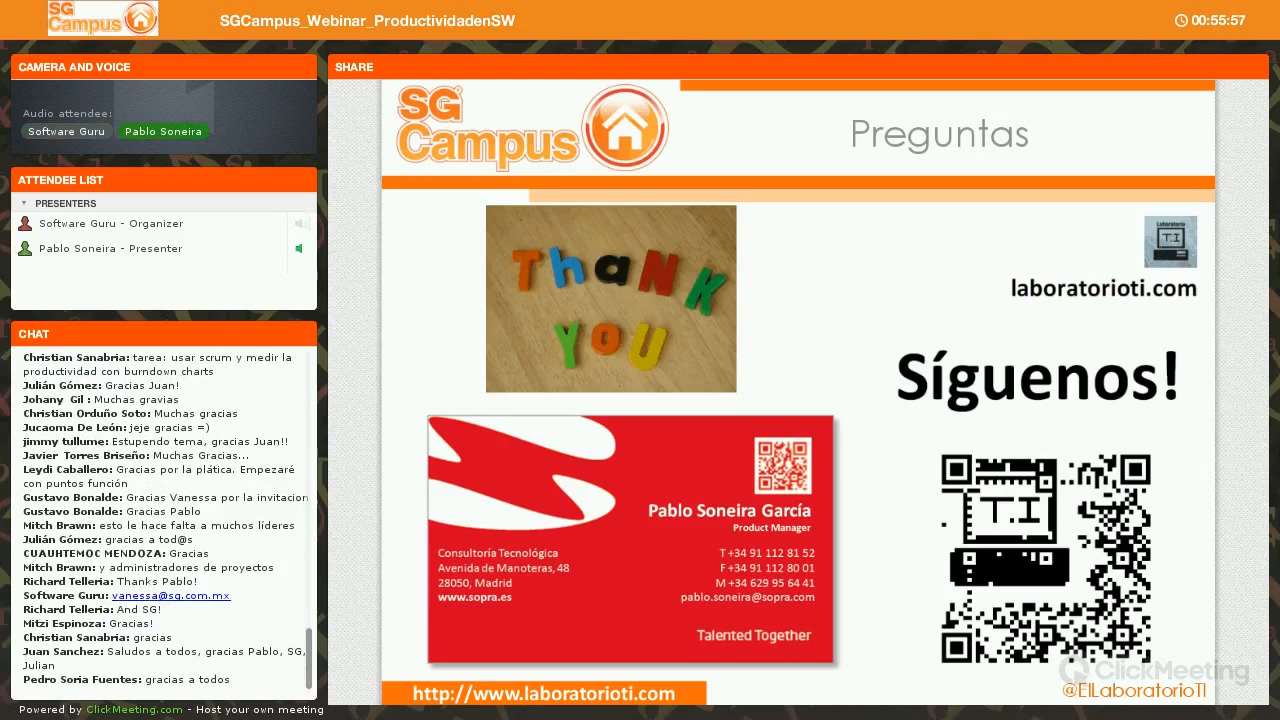 SG Campus
SGCampus_Webinar_ProductividadenSW
00:55:57
CAMERA AND VOICE
Audio attendee:
Software Guru
Pablo Soneira
ATTENDEE LIST
PRESENTERS
Software Guru - Organizer
Pablo Soneira - Presenter
CHAT
Christian Sanabria: tarea: usar scrum y medir la
productividad con burndown charts
Julián Gómez: Gracias Juan!
Johany Gil : Muchas gravias
Christian Orduño Soto: Muchas gracias
Jucaonna De León: jeje gracias =)
jimmy tullume: Estupendo tema, gracias Juan!!
Javier Torres Briseño: Muchas Gracias...
Leydi Caballero: Gracias por la plática. Empezaré
con puntos función
Gustavo Bonalde: Gracias Vanessa por la invitacion
Gustavo Bonalde: Gracias Pablo
Mitch Brawn: esto le hace falta a muchos líderes
Julián Gómez: gracias a tod@s
CUAUHTEMOC MENDOZA: Gracias
Mitch Brawn: y administradores de proyectos
Richard Telleria: Thanks Pablo!
Software Guru: vanessa@sg.com.mx
Richard Telleria: And SG!
Mitzi Espinoza: Gracias!
Christian Sanabria: gracias
Juan Sanchez: Saludos a todos, gracias Pablo, SG,
Julian
Pedro Soria Fuentes: gracias a todos
Powered by ClickMeeting.com - Host your own meeting
SHARE
SG
Campus
Preguntas
Thank
YOU
Laboratorio
T.I
laboratorioti.com
Síguenos!
Pablo Soneira García
Product Manager
Consultoría Tecnológica
Avenida de Manoteras, 48
28050, Madrid
www.sopra.es
T +34 91 112 81 52
F +34 91 112 80 01
M +34 629 95 64 41
pablo.soneira@sopra.com
Talented Together
T.I
ClickMeeting
@ElLaboratorioTI
http://www.laboratorioti.com